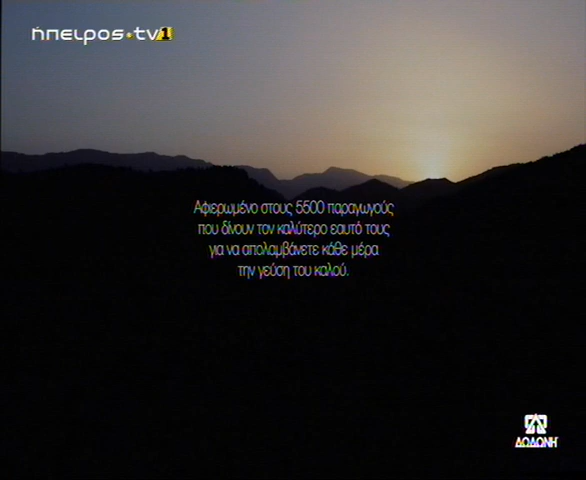 ήπειρος•tv1
Αφιερωμένο στους 5500 παραγωγούς
που δίνουν τον καλύτερο εαυτό τους
για να απολαμβάνετε κάθε μέρα
την γεύση του καλού.
ΔΩΔΩΝΗ